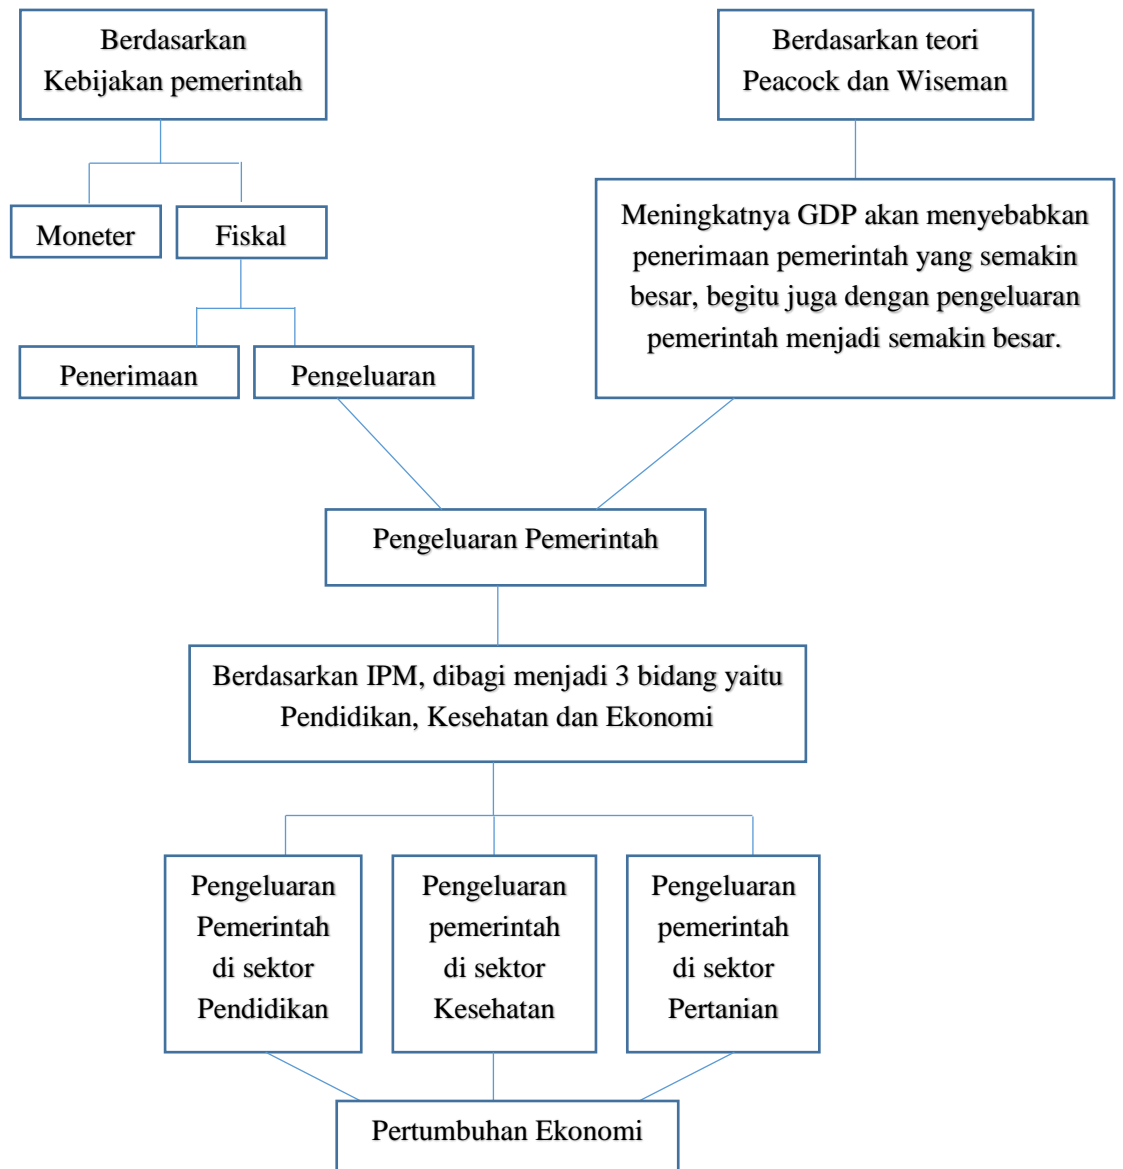 Berdasarkan
Kebijakan pemerintah
Berdasarkan teori
Peacock dan Wiseman
Moneter
Fiskal
Meningkatnya GDP akan menyebabkan
penerimaan pemerintah yang semakin
besar, begitu juga dengan pengeluaran
pemerintah menjadi semakin besar.
Penerimaan
Pengeluaran
Pengeluaran Pemerintah
Berdasarkan IPM, dibagi menjadi 3 bidang yaitu
Pendidikan, Kesehatan dan Ekonomi
Pengeluaran
Pemerintah
di sektor
Pendidikan
Pengeluaran
pemerintah
di sektor
Kesehatan
Pengeluaran
pemerintah
di sektor
Pertanian
Pertumbuhan Ekonomi